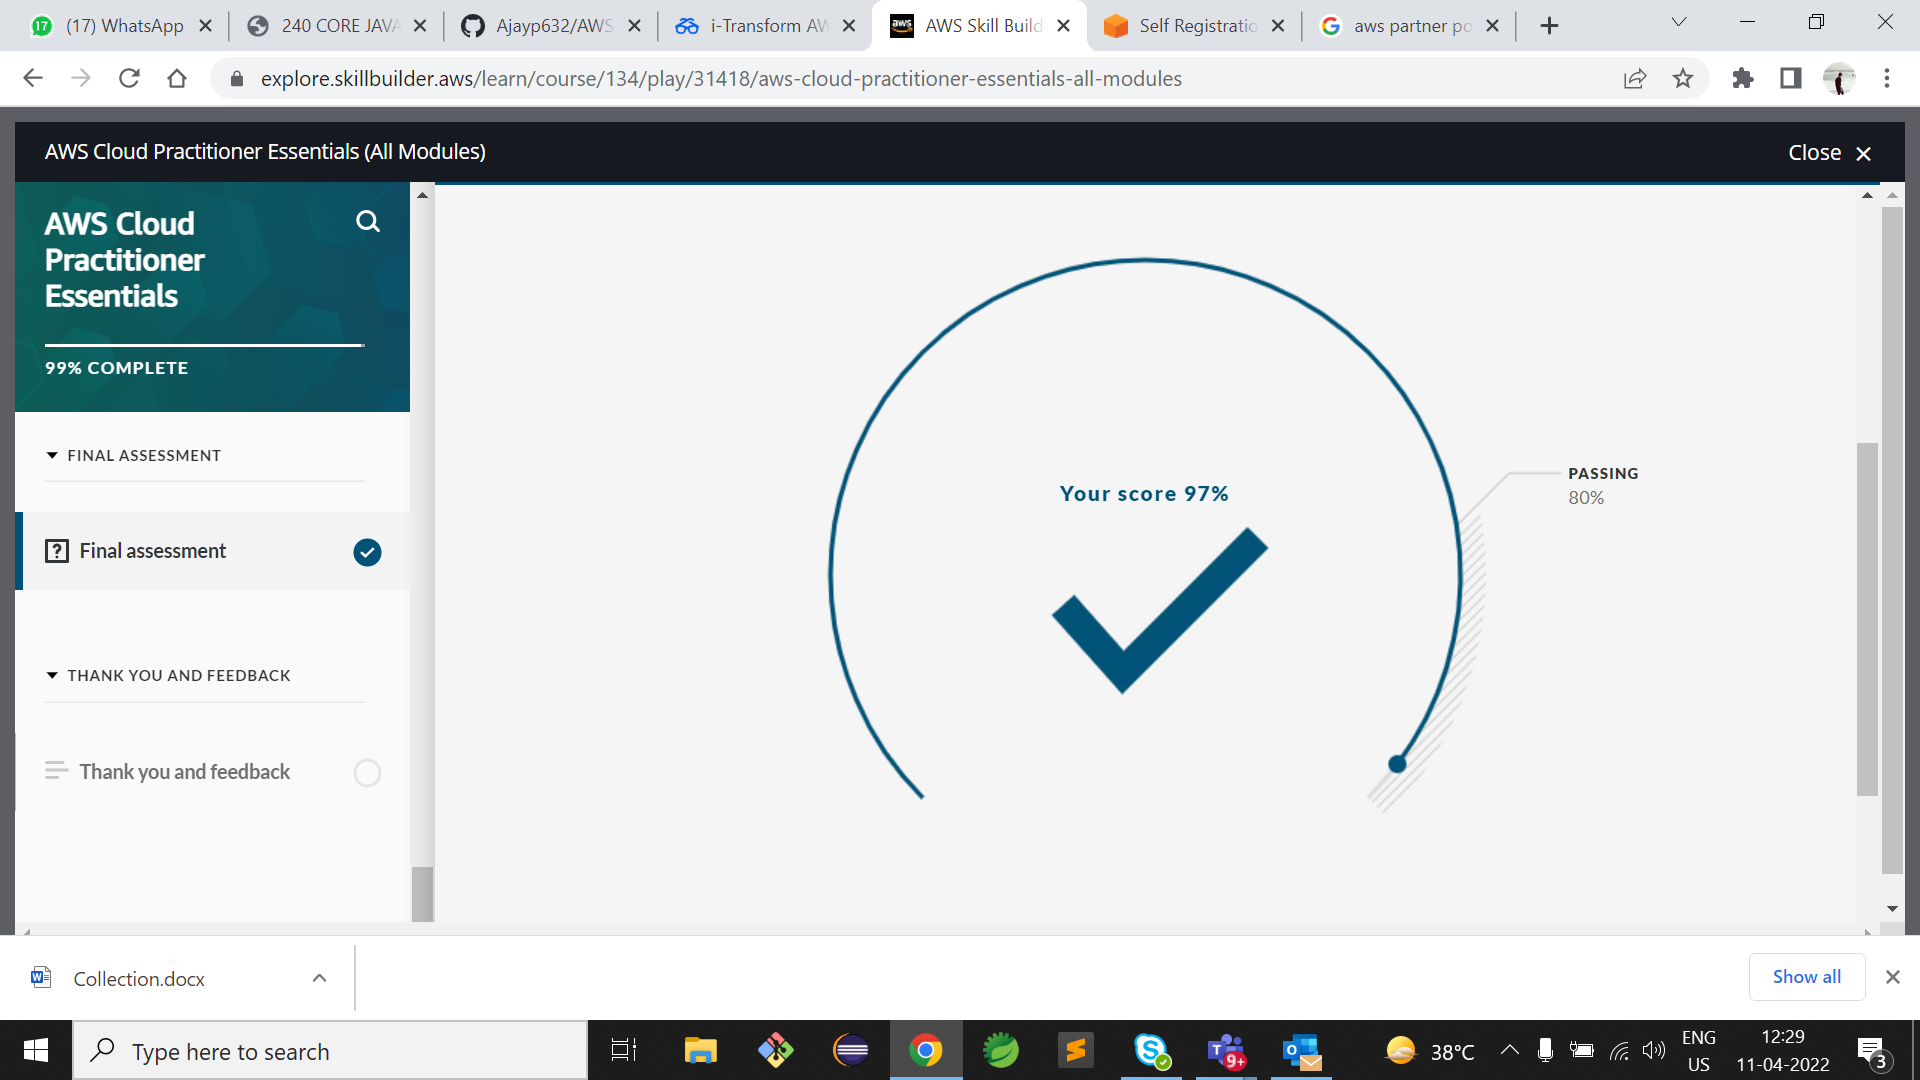 17 (17) WhatsApp
240 CORE JAVA
Ajayp632/AWS
i-Transform AW
aws AWS Skill Build
Self Registratio
aws partner po
explore.skillbuilder.aws/learn/course/134/play/31418/aws-cloud-practitioner-essentials-all-modules
AWS Cloud Practitioner Essentials (All Modules)
Close
AWS Cloud
Practitioner
Essentials
99% COMPLETE
FINAL ASSESSMENT
Final assessment
THANK YOU AND FEEDBACK
Thank you and feedback
Your score 97%
PASSING
80%
Collection.docx
Show all
Type here to search
9+
38°C
ENG
US
12:29
11-04-2022
3